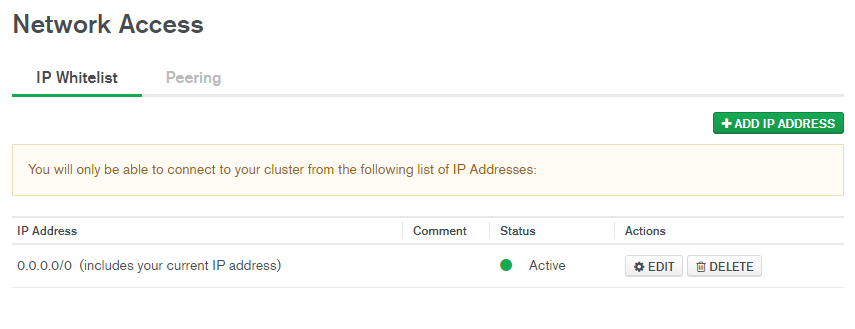 Network Access
IP Whitelist Peering
+ ADD IP ADDRESS
You will only be able to connect to your cluster from the following list of IP Addresses:
IP Address Comment Status Actions
0.0.0.0/0 (includes your current IP address) Active EDIT DELETE